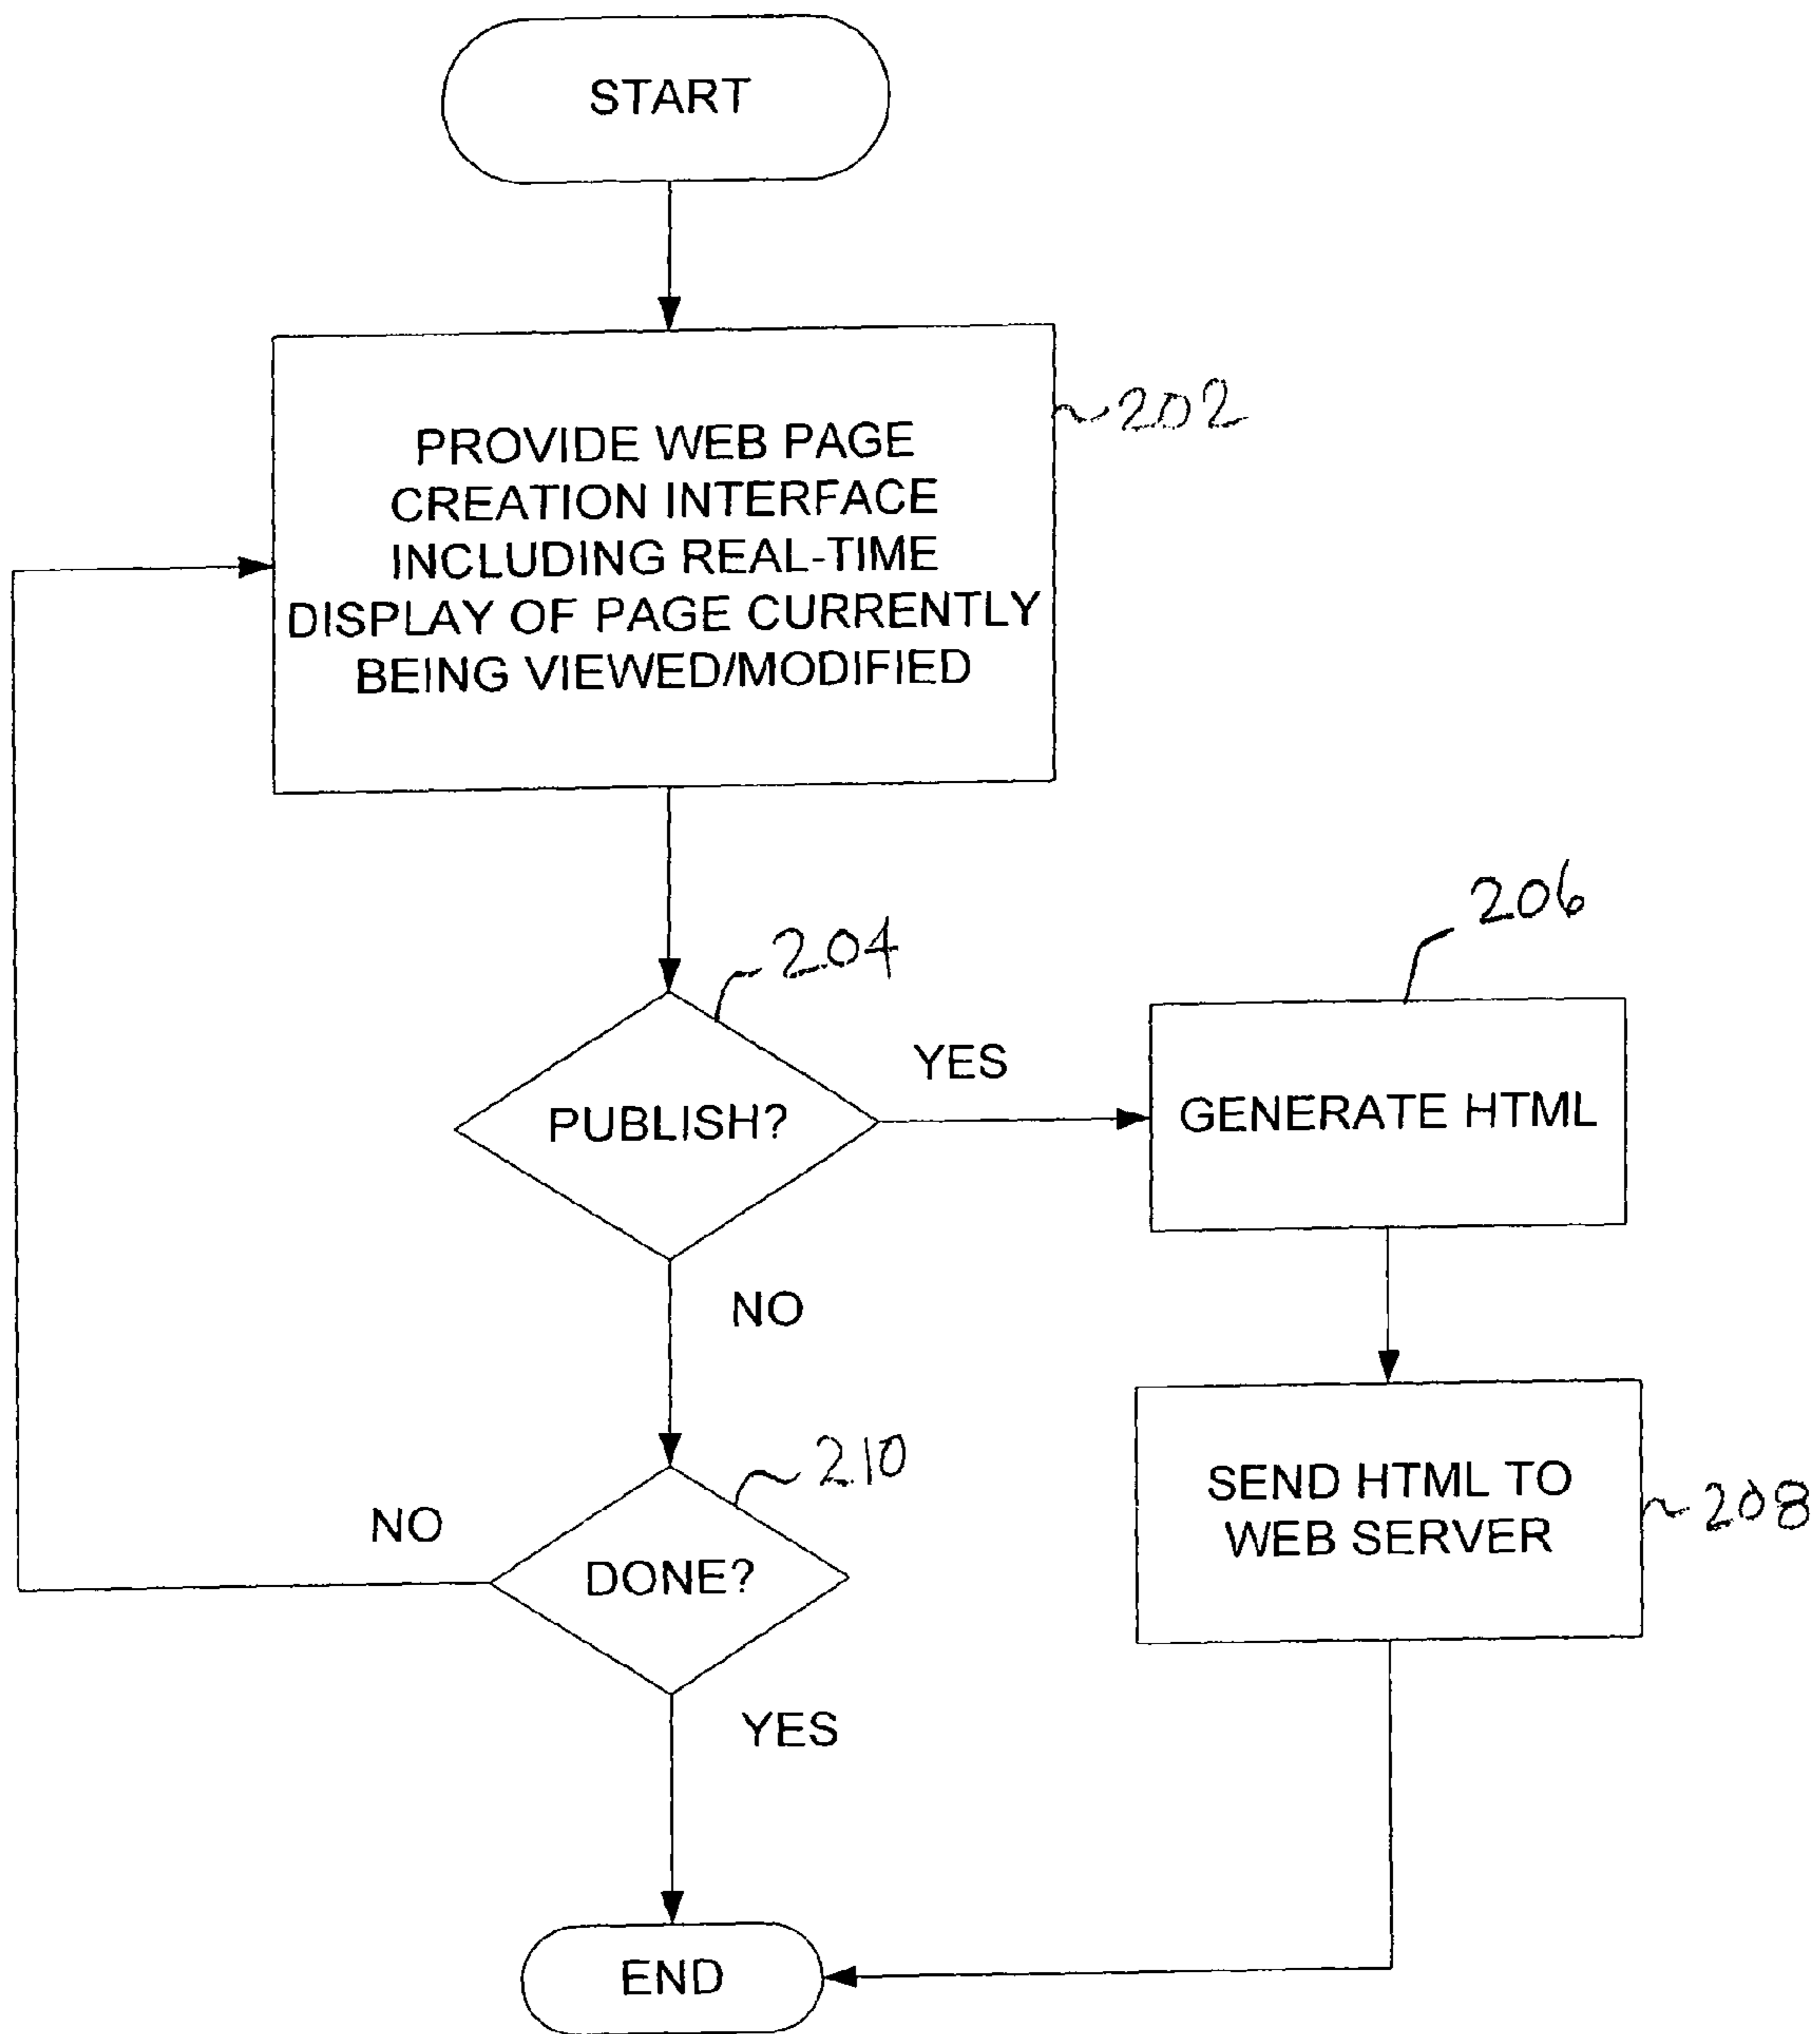 START
PROVIDE WEB PAGE
CREATION INTERFACE
INCLUDING REAL-TIME
DISPLAY OF PAGE CURRENTLY
BEING VIEWED/MODIFIED
202
204
PUBLISH?
YES
206
GENERATE HTML
NO
SEND HTML TO
WEB SERVER
208
210
DONE?
NO
YES
END